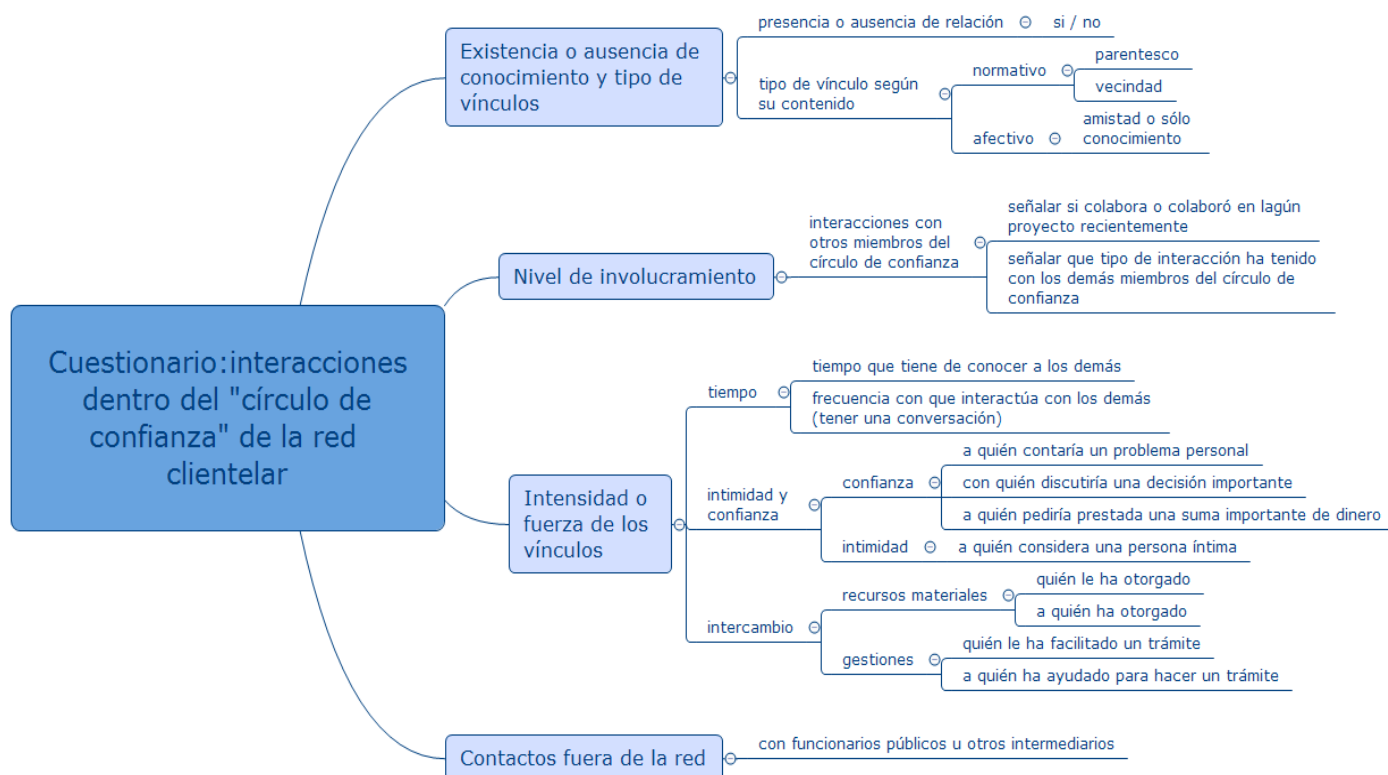 Cuestionario:interacciones
dentro del "círculo de
confianza" de la red
clientelar
Existencia o ausencia de
conocimiento y tipo de
vínculos
presencia o ausencia de relación
si / no
tipo de vínculo según
su contenido
normativo
parentesco
vecindad
afectivo
amistad o sólo
conocimiento
Nivel de involucramiento
interacciones con
otros miembros del
círculo de confianza
señalar si colabora o colaboró en lagún
proyecto recientemente
señalar que tipo de interacción ha tenido
con los demás miembros del círculo de
confianza
Intensidad o
fuerza de los
vínculos
tiempo
tiempo que tiene de conocer a los demás
frecuencia con que interactúa con los demás
(tener una conversación)
intimidad y
confianza
confianza
a quién contaría un problema personal
con quién discutiría una decisión importante
a quién pediría prestada una suma importante de dinero
intimidad
a quién considera una persona íntima
intercambio
recursos materiales
quién le ha otorgado
a quién ha otorgado
gestiones
quién le ha facilitado un trámite
a quién ha ayudado para hacer un trámite
Contactos fuera de la red
con funcionarios públicos u otros intermediarios